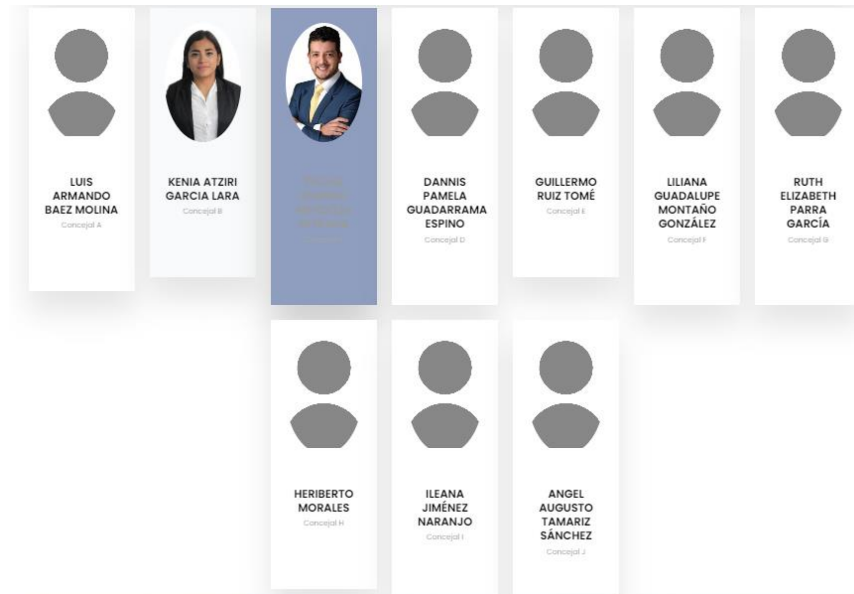 LUIS
ARMANDO
BAEZ MOLINA
Concejal A
KENIA ATZIRI
GARCIA LARA
Concejal B
DANNIS
PAMELA
GUADARRAMA
ESPINO
Concejal D
GUILLERMO
RUIZ TOMÉ
Concejal E
LILIANA
GUADALUPE
MONTAÑO
GONZÁLEZ
Concejal F
RUTH
ELIZABETH
PARRA
GARCÍA
Concejal G
HERIBERTO
MORALES
Concejal H
ILEANA
JIMÉNEZ
NARANJO
Concejal I
ANGEL
AUGUSTO
TAMARIZ
SÁNCHEZ
Concejal J